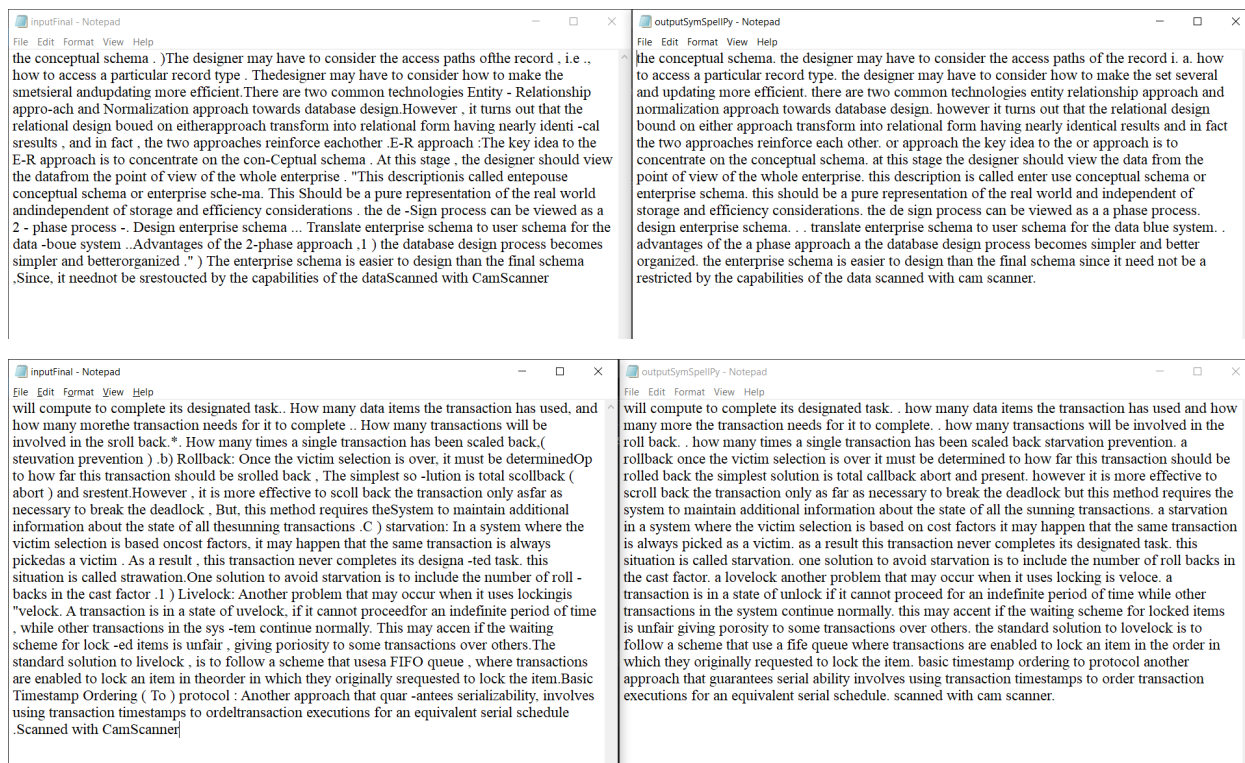 inputFinal - Notepad
File Edit Format View Help
the conceptual schema . )The designer may have to consider the access paths ofthe record , i.e .,
how to access a particular record type . Thedesigner may have to consider how to make the
smetsieral andupdating more efficient.There are two common technologies Entity - Relationship
appro-ach and Normalization approach towards database design.However , it turns out that the
relational design boued on eitherapproach transform into relational form having nearly identi -cal
sresults , and in fact , the two approaches reinforce eachother .E-R approach :The key idea to the
E-R approach is to concentrate on the con-Ceptual schema . At this stage , the designer should view
the datafrom the point of view of the whole enterprise . "This descriptionis called entepouse
conceptual schema or enterprise sche-ma. This Should be a pure representation of the real world
andindependent of storage and efficiency considerations . the de -Sign process can be viewed as a
2 - phase process -. Design enterprise schema ... Translate enterprise schema to user schema for the
data -boue system ..Advantages of the 2-phase approach ,1 ) the database design process becomes
simpler and betterorganized ." ) The enterprise schema is easier to design than the final schema
,Since, it neednot be srestoucted by the capabilities of the dataScanned with CamScanner
outputSymSpellPy - Notepad
File Edit Format View Help
the conceptual schema. the designer may have to consider the access paths of the record i. a. how
to access a particular record type. the designer may have to consider how to make the set several
and updating more efficient. there are two common technologies entity relationship approach and
normalization approach towards database design. however it turns out that the relational design
bound on either approach transform into relational form having nearly identical results and in fact
the two approaches reinforce each other. or approach the key idea to the or approach is to
concentrate on the conceptual schema. at this stage the designer should view the data from the
point of view of the whole enterprise. this description is called enter use conceptual schema or
enterprise schema. this should be a pure representation of the real world and independent of
storage and efficiency considerations. the de sign process can be viewed as a a phase process.
design enterprise schema. . . translate enterprise schema to user schema for the data blue system. .
advantages of the a phase approach a the database design process becomes simpler and better
organized. the enterprise schema is easier to design than the final schema since it need not be a
restricted by the capabilities of the data scanned with cam scanner.
inputFinal - Notepad
File Edit Format View Help
will compute to complete its designated task.. How many data items the transaction has used, and
how many morethe transaction needs for it to complete .. How many transactions will be
involved in the sroll back.*. How many times a single transaction has been scaled back,(
steuvation prevention ) .b) Rollback: Once the victim selection is over, it must be determinedOp
to how far this transaction should be srolled back , The simplest so -lution is total scollback (
abort ) and srestent.However , it is more effective to scoll back the transaction only asfar as
necessary to break the deadlock , But, this method requires theSystem to maintain additional
information about the state of all thesunning transactions .C ) starvation: In a system where the
victim selection is based oncost factors, it may happen that the same transaction is always
pickedas a victim . As a result , this transaction never completes its designa -ted task. this
situation is called strawation.One solution to avoid starvation is to include the number of roll -
backs in the cast factor .1 ) Livelock: Another problem that may occur when it uses lockingis
"velock. A transaction is in a state of uvelock, if it cannot proceedfor an indefinite period of time
, while other transactions in the sys -tem continue normally. This may accen if the waiting
scheme for lock -ed items is unfair , giving poriosity to some transactions over others.The
standard solution to livelock , is to follow a scheme that usesa FIFO queue , where transactions
are enabled to lock an item in theorder in which they originally srequested to lock the item.Basic
Timestamp Ordering ( To ) protocol : Another approach that quar -antees serializability, involves
using transaction timestamps to ordeltransaction executions for an equivalent serial schedule
.Scanned with CamScanner
outputSymSpellPy - Notepad
File Edit Format View Help
will compute to complete its designated task. . how many data items the transaction has used and how
many more the transaction needs for it to complete. . how many transactions will be involved in the
roll back. . how many times a single transaction has been scaled back starvation prevention. a
rollback once the victim selection is over it must be determined to how far this transaction should be
rolled back the simplest solution is total callback abort and present. however it is more effective to
scroll back the transaction only as far as necessary to break the deadlock but this method requires the
system to maintain additional information about the state of all the sunning transactions. a starvation
in a system where the victim selection is based on cost factors it may happen that the same transaction
is always picked as a victim. as a result this transaction never completes its designated task. this
situation is called starvation. one solution to avoid starvation is to include the number of roll backs in
the cast factor. a lovelock another problem that may occur when it uses locking is veloce. a
transaction is in a state of unlock if it cannot proceed for an indefinite period of time while other
transactions in the system continue normally. this may accent if the waiting scheme for locked items
is unfair giving porosity to some transactions over others. the standard solution to lovelock is to
follow a scheme that use a fife queue where transactions are enabled to lock an item in the order in
which they originally requested to lock the item. basic timestamp ordering to protocol another
approach that guarantees serial ability involves using transaction timestamps to order transaction
executions for an equivalent serial schedule. scanned with cam scanner.